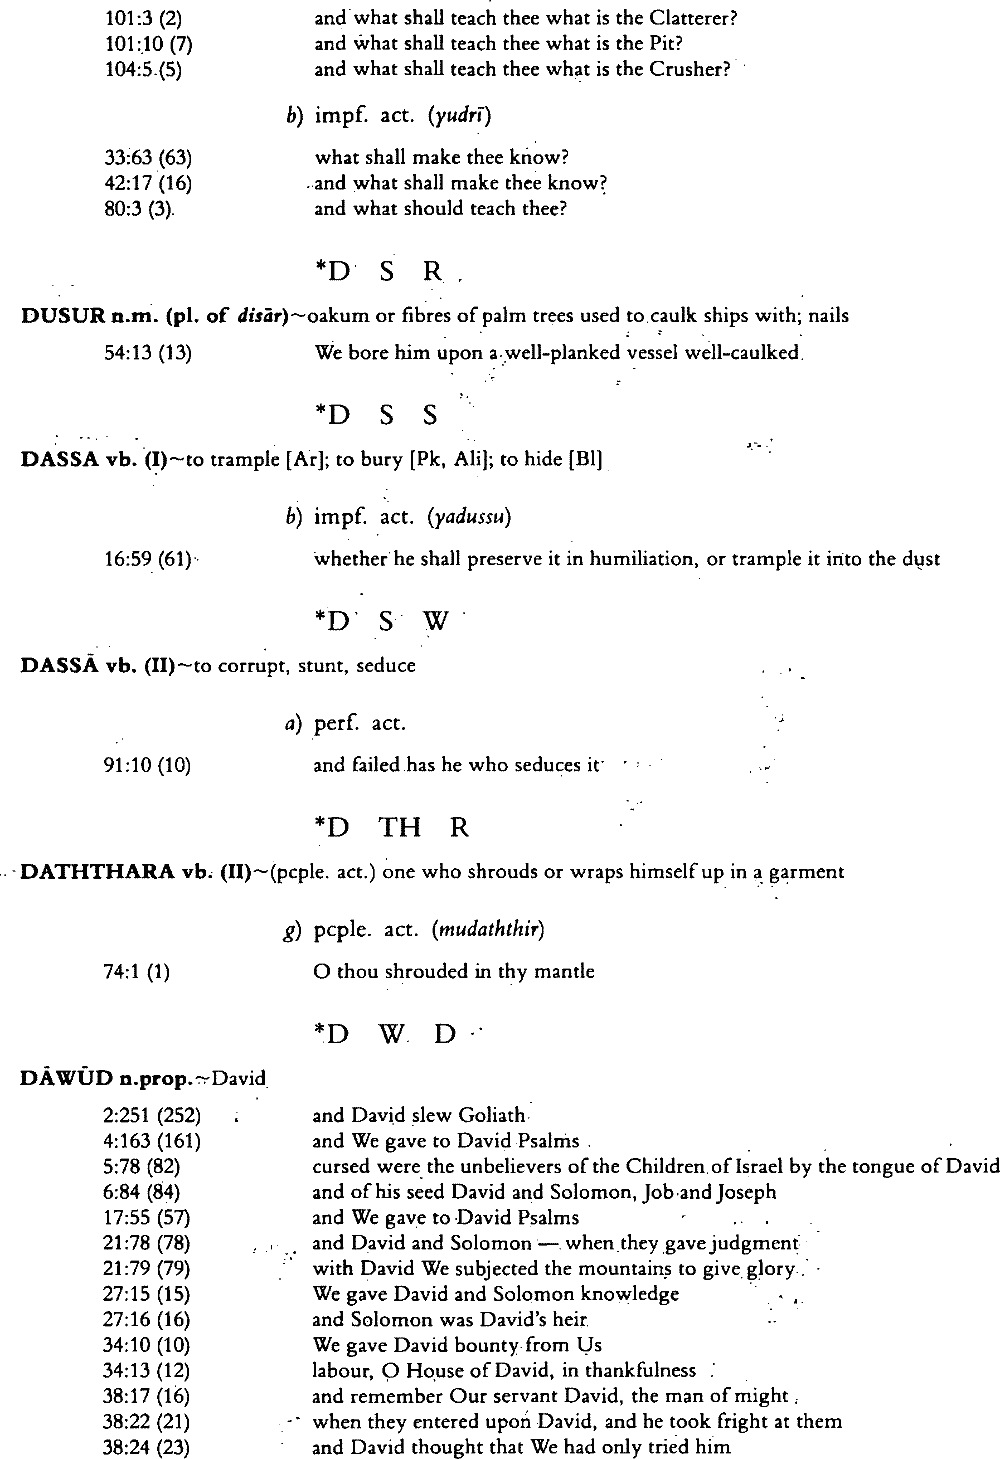 101:3 (2) and what shall teach thee what is the Clatterer?
101:10 (7) and what shall teach thee what is the Pit?
104:5 (5) and what shall teach thee what is the Crusher?
b) impf. act. (yudrī)
33:63 (63) what shall make thee know?
42:17 (16) and what shall make thee know?
80:3 (3) and what should teach thee?
*D S R
DUSUR n.m. (pl. of disār)~oakum or fibres of palm trees used to caulk ships with; nails
54:13 (13) We bore him upon a well-planked vessel well-caulked
*D S S
DASSA vb. (I)~to trample [Ar]; to bury [Pk, Ali]; to hide [Bl]
b) impf. act. (yadussu)
16:59 (61) whether he shall preserve it in humiliation, or trample it into the dust
*D S W
DASSĀ vb. (II)~to corrupt, stunt, seduce
a) perf. act.
91:10 (10) and failed has he who seduces it
*D TH R
DATHTHARA vb. (II)~(pcple. act.) one who shrouds or wraps himself up in a garment
g) pcple. act. (mudaththir)
74:1 (1) O thou shrouded in thy mantle
*D W D
DĀWŪD n.prop.~David
2:251 (252) and David slew Goliath
4:163 (161) and We gave to David Psalms
5:78 (82) cursed were the unbelievers of the Children of Israel by the tongue of David
6:84 (84) and of his seed David and Solomon, Job and Joseph
17:55 (57) and We gave to David Psalms
21:78 (78) and David and Solomon — when they gave judgment
21:79 (79) with David We subjected the mountains to give glory
27:15 (15) We gave David and Solomon knowledge
27:16 (16) and Solomon was David's heir
34:10 (10) We gave David bounty from Us
34:13 (12) labour, O House of David, in thankfulness
38:17 (16) and remember Our servant David, the man of might
38:22 (21) when they entered upon David, and he took fright at them
38:24 (23) and David thought that We had only tried him